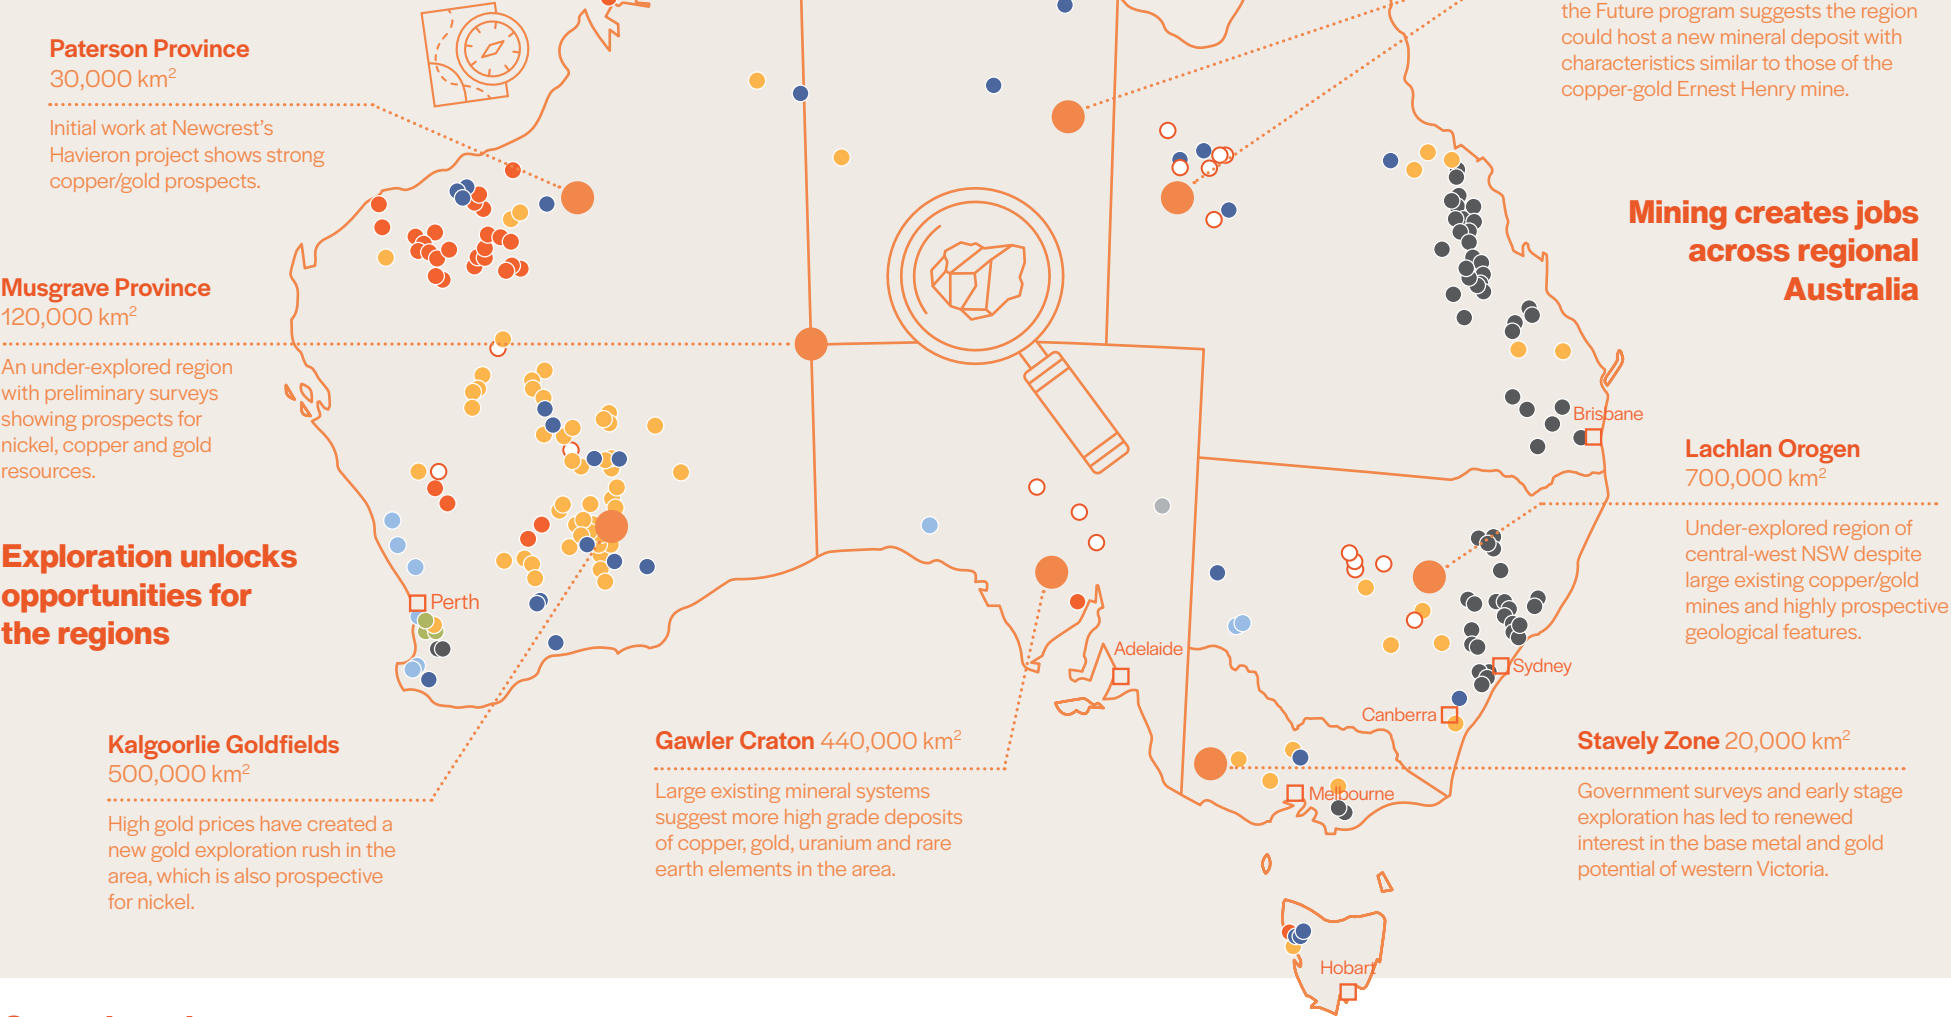 the Future program suggests the region
could host a new mineral deposit with
characteristics similar to those of the
copper-gold Ernest Henry mine.
Paterson Province
30,000 km²
Initial work at Newcrest’s
Havieron project shows strong
copper/gold prospects.
Mining creates jobs
across regional
Australia
Musgrave Province
120,000 km²
An under-explored region
with preliminary surveys
showing prospects for
nickel, copper and gold
resources.
Brisbane
Lachlan Orogen
700,000 km²
Under-explored region of
central-west NSW despite
large existing copper/gold
mines and highly prospective
geological features.
Exploration unlocks
opportunities for
the regions
Perth
Adelaide
Sydney
Canberra
Kalgoorlie Goldfields
500,000 km²
High gold prices have created a
new gold exploration rush in the
area, which is also prospective
for nickel.
Gawler Craton 440,000 km²
Large existing mineral systems
suggest more high grade deposits
of copper, gold, uranium and rare
earth elements in the area.
Stavely Zone 20,000 km²
Government surveys and early stage
exploration has led to renewed
interest in the base metal and gold
potential of western Victoria.
Melbourne
Hobart